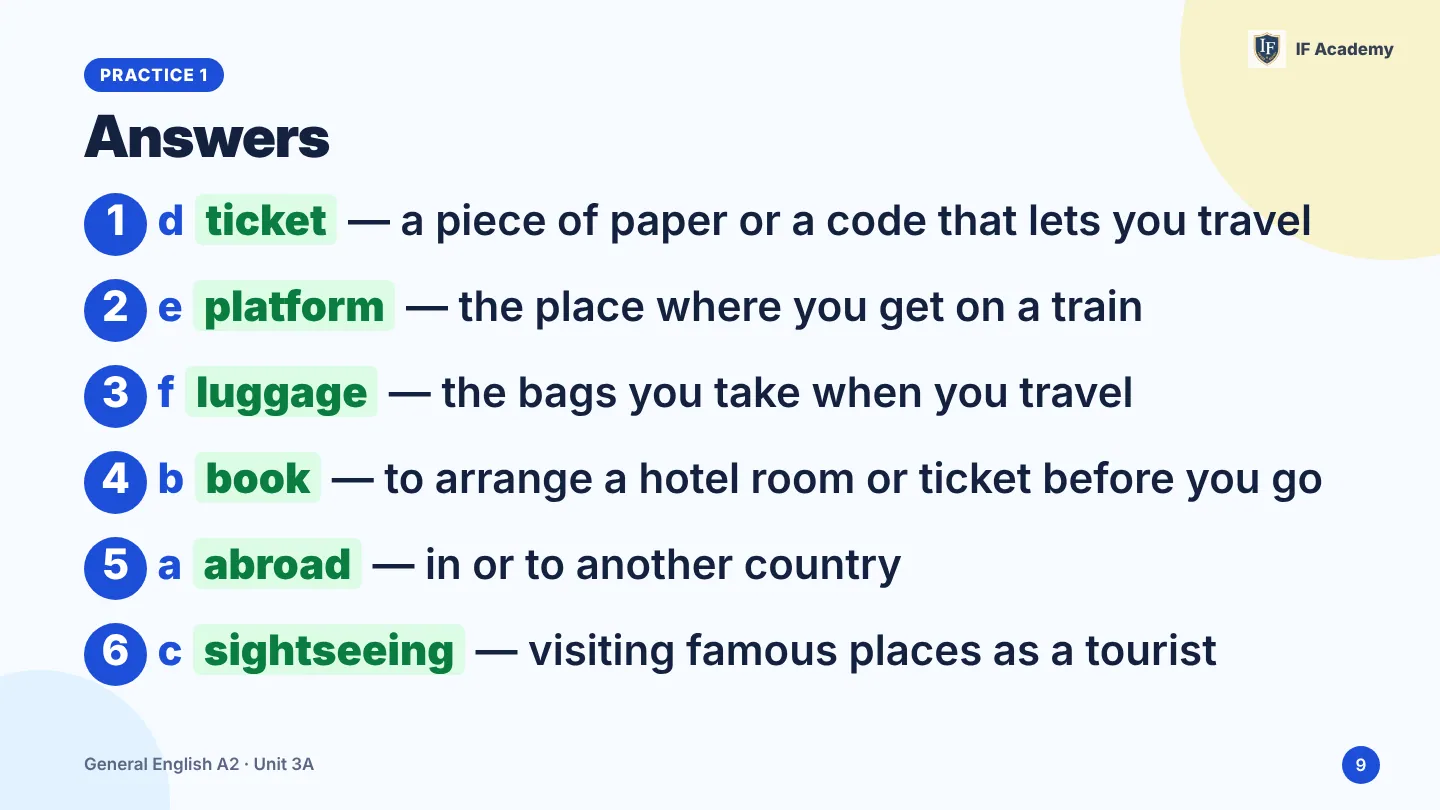 IF
IF Academy
PRACTICE 1
Answers
1 d ticket — a piece of paper or a code that lets you travel
2 e platform — the place where you get on a train
3 f luggage — the bags you take when you travel
4 b book — to arrange a hotel room or ticket before you go
5 a abroad — in or to another country
6 c sightseeing — visiting famous places as a tourist
General English A2 · Unit 3A
9